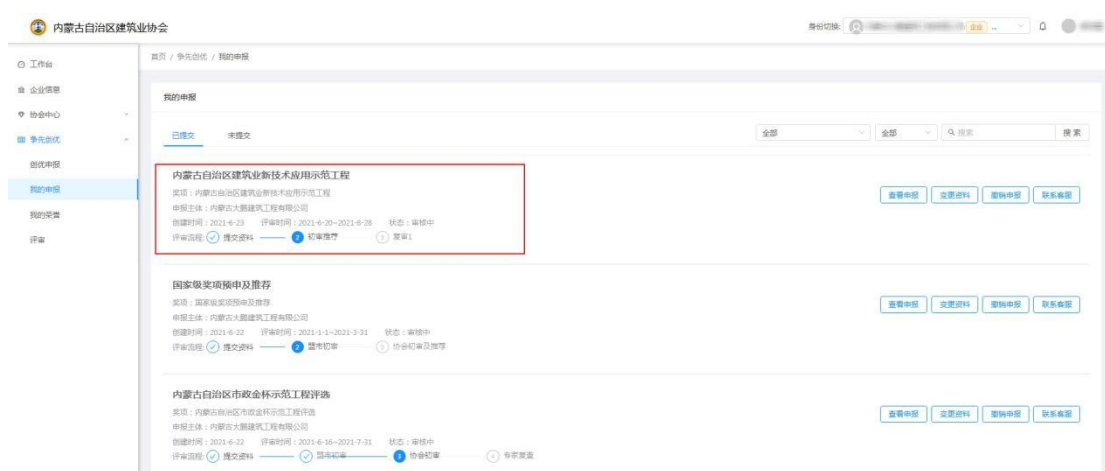 内蒙古自治区建筑业协会
身份切换:
企业 ...
工作台
企业信息
协会中心
争先创优
创优申报
我的申报
我的荣誉
评审
首页 / 争先创优 / 我的申报
我的申报
已提交 未提交
全部 全部 搜索 搜索
内蒙古自治区建筑业新技术应用示范工程
奖项：内蒙古自治区建筑业新技术应用示范工程
申报主体：内蒙古大鹏建筑工程有限公司
创建时间：2021-6-23 评审时间：2021-6-20~2021-6-28 状态：审核中
评审流程: 提交资料 2 初审推荐 3 复审1
查看申报 变更资料 撤销申报 联系客服
国家级奖项预申及推荐
奖项：国家级奖项预申及推荐
申报主体：内蒙古大鹏建筑工程有限公司
创建时间：2021-6-22 评审时间：2021-1-1~2021-3-31 状态：审核中
评审流程: 提交资料 2 盟市初审 3 协会初审及推荐
查看申报 变更资料 撤销申报 联系客服
内蒙古自治区市政金杯示范工程评选
奖项：内蒙古自治区市政金杯示范工程评选
申报主体：内蒙古大鹏建筑工程有限公司
创建时间：2021-6-22 评审时间：2021-6-16~2021-7-31 状态：审核中
评审流程: 提交资料 盟市初审 3 协会初审 4 专家复查
查看申报 变更资料 撤销申报 联系客服